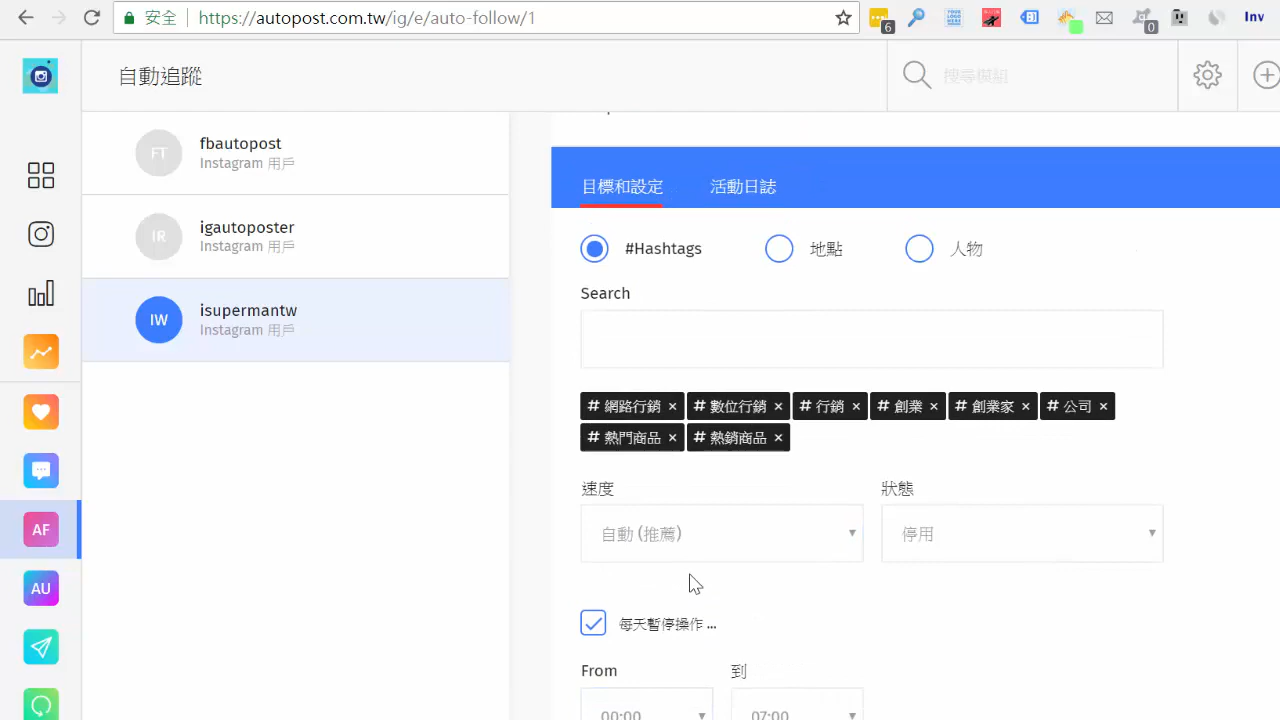 安全 https://autopost.com.tw/ig/e/auto-follow/1
6
YOUR LOGO HERE
0
Inv
自動追蹤
搜尋模組
FT
fbautopost
Instagram 用戶
IR
igautoposter
Instagram 用戶
IW
isupermantw
Instagram 用戶
AF
AU
目標和設定 活動日誌
#Hashtags 地點 人物
Search
# 網路行銷 × # 數位行銷 × # 行銷 × # 創業 × # 創業家 × # 公司 ×
# 熱門商品 × # 熱銷商品 ×
速度 狀態
自動 (推薦) 停用
每天暫停操作 ...
From 到
00:00 07:00